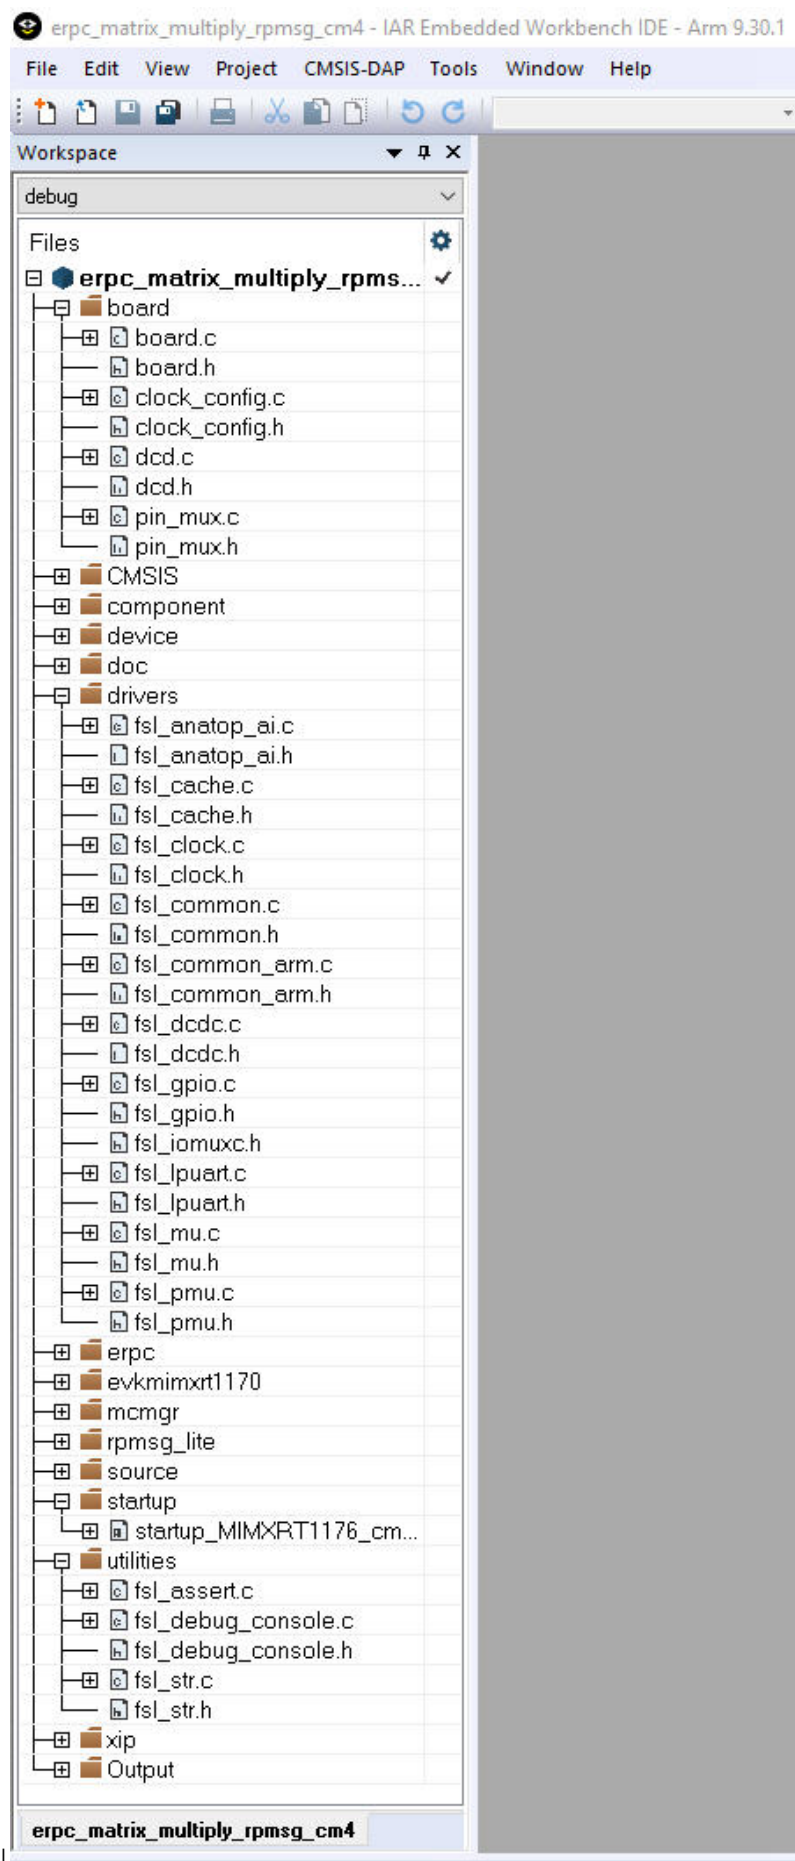 erpc_matrix_multiply_rpmsg_cm4 - IAR Embedded Workbench IDE - Arm 9.30.1
File Edit View Project CMSIS-DAP Tools Window Help
Workspace
debug
Files
erpc_matrix_multiply_rpms...
board
board.c
board.h
clock_config.c
clock_config.h
dcd.c
dcd.h
pin_mux.c
pin_mux.h
CMSIS
component
device
doc
drivers
fsl_anatop_ai.c
fsl_anatop_ai.h
fsl_cache.c
fsl_cache.h
fsl_clock.c
fsl_clock.h
fsl_common.c
fsl_common.h
fsl_common_arm.c
fsl_common_arm.h
fsl_dcdc.c
fsl_dcdc.h
fsl_gpio.c
fsl_gpio.h
fsl_iomuxc.h
fsl_lpuart.c
fsl_lpuart.h
fsl_mu.c
fsl_mu.h
fsl_pmu.c
fsl_pmu.h
erpc
evkmimxrt1170
mcmgr
rpmsg_lite
source
startup
startup_MIMXRT1176_cm...
utilities
fsl_assert.c
fsl_debug_console.c
fsl_debug_console.h
fsl_str.c
fsl_str.h
xip
Output
erpc_matrix_multiply_rpmsg_cm4